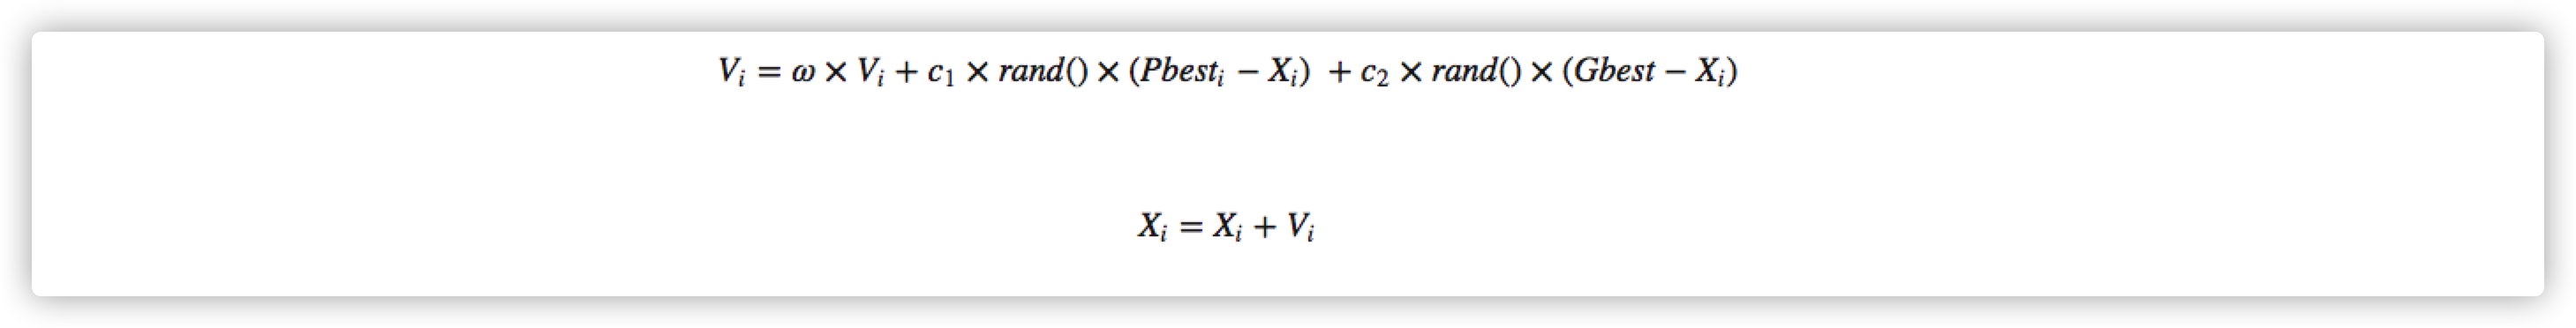 Vᵢ = ω × Vᵢ + c₁ × rand() × (Pbestᵢ − Xᵢ) + c₂ × rand() × (Gbest − Xᵢ)
Xᵢ = Xᵢ + Vᵢ